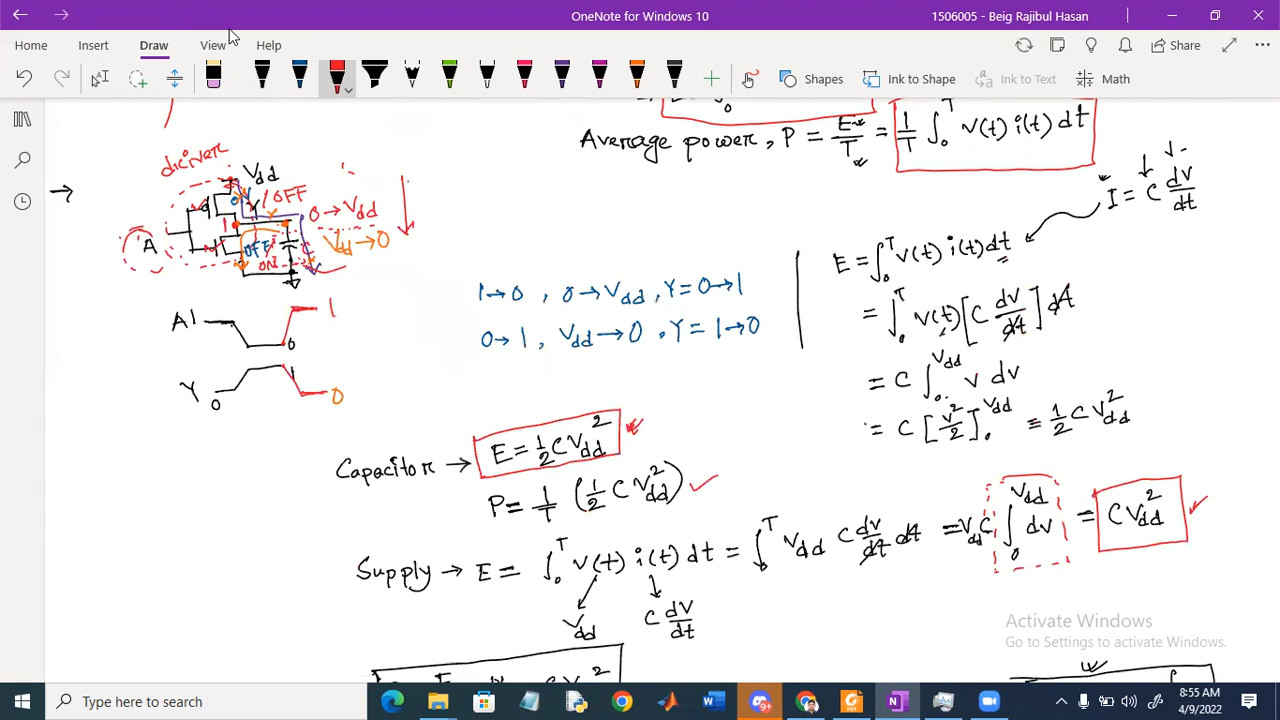 OneNote for Windows 10
1506005 - Beig Rajibul Hasan
Home Insert Draw View Help
Share
Shapes Ink to Shape Ink to Text Math
Average power, P = E/T = 1/T ∫₀ᵀ v(t) i(t) dt
driver
Vdd
1/OFF
0→Vdd
A
1
OFF
ON
C
Vdd→0
I = C dv/dt
E = ∫₀ᵀ v(t) i(t) dt
1→0 , 0→Vdd , Y = 0→1
= ∫₀ᵀ v(t) [C dv/dt] dt
0→1 , Vdd→0 , Y = 1→0
A 1 0 1
Y 0 1 0
= C ∫₀^Vdd v dv
= C [v²/2]₀^Vdd = 1/2 C Vdd²
Capacitor → E = 1/2 C Vdd²
P = 1/T (1/2 C Vdd²)
Supply → E = ∫₀ᵀ v(t) i(t) dt = ∫₀ᵀ Vdd C dv/dt dt = Vdd C ∫₀^Vdd dv = C Vdd²
Vdd C dv/dt
Activate Windows
Go to Settings to activate Windows.
Type here to search
9+
8:55 AM
4/9/2022